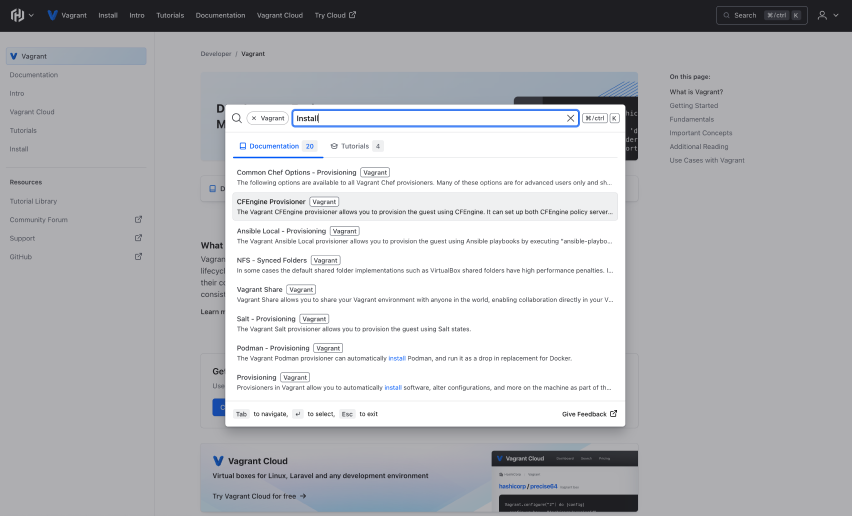 Vagrant Install Intro Tutorials Documentation Vagrant Cloud Try Cloud Search ⌘/ctrl K
Developer / Vagrant
Vagrant
Documentation
Intro
Vagrant Cloud
Tutorials
Install
Resources
Tutorial Library
Community Forum
Support
GitHub
Vagrant Install ⌘/ctrl K
Documentation 20 Tutorials 4
Common Chef Options - Provisioning Vagrant
The following options are available to all Vagrant Chef provisioners. Many of these options are for advanced users only and sh...
CFEngine Provisioner Vagrant
The Vagrant CFEngine provisioner allows you to provision the guest using CFEngine. It can set up both CFEngine policy server...
Ansible Local - Provisioning Vagrant
The Vagrant Ansible Local provisioner allows you to provision the guest using Ansible playbooks by executing "ansible-playbo...
NFS - Synced Folders Vagrant
In some cases the default shared folder implementations such as VirtualBox shared folders have high performance penalties. I...
Vagrant Share Vagrant
Vagrant Share allows you to share your Vagrant environment with anyone in the world, enabling collaboration directly in your V...
Salt - Provisioning Vagrant
The Vagrant Salt provisioner allows you to provision the guest using Salt states.
Podman - Provisioning Vagrant
The Vagrant Podman provisioner can automatically install Podman, and run it as a drop in replacement for Docker.
Provisioning Vagrant
Provisioners in Vagrant allow you to automatically install software, alter configurations, and more on the machine as part of th...
Tab to navigate, ↵ to select, Esc to exit Give Feedback
On this page:
What is Vagrant?
Getting Started
Fundamentals
Important Concepts
Additional Reading
Use Cases with Vagrant
What
Vagran
lifecyc
their co
consist
Learn m
Get
Use
Vagrant Cloud
Virtual boxes for Linux, Laravel and any development environment
Try Vagrant Cloud for free →
Vagrant Cloud
hashicorp/precise64